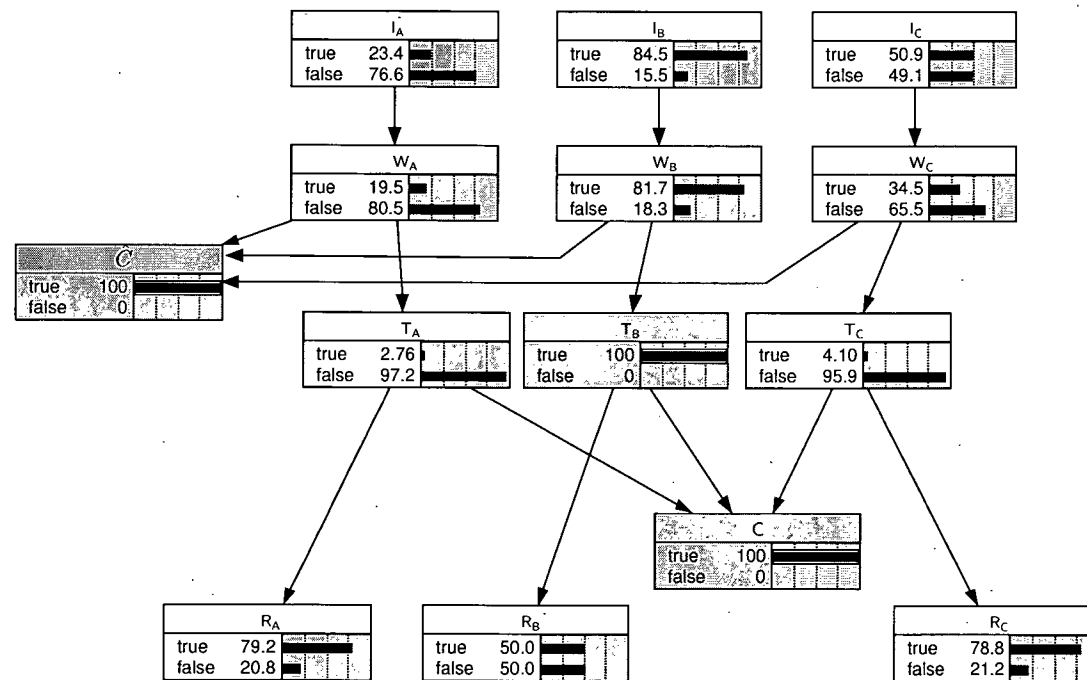 I_A
true 23.4
false 76.6
I_B
true 84.5
false 15.5
I_C
true 50.9
false 49.1
W_A
true 19.5
false 80.5
W_B
true 81.7
false 18.3
W_C
true 34.5
false 65.5
Ĉ
true 100
false 0
T_A
true 2.76
false 97.2
T_B
true 100
false 0
T_C
true 4.10
false 95.9
C
true 100
false 0
R_A
true 79.2
false 20.8
R_B
true 50.0
false 50.0
R_C
true 78.8
false 21.2